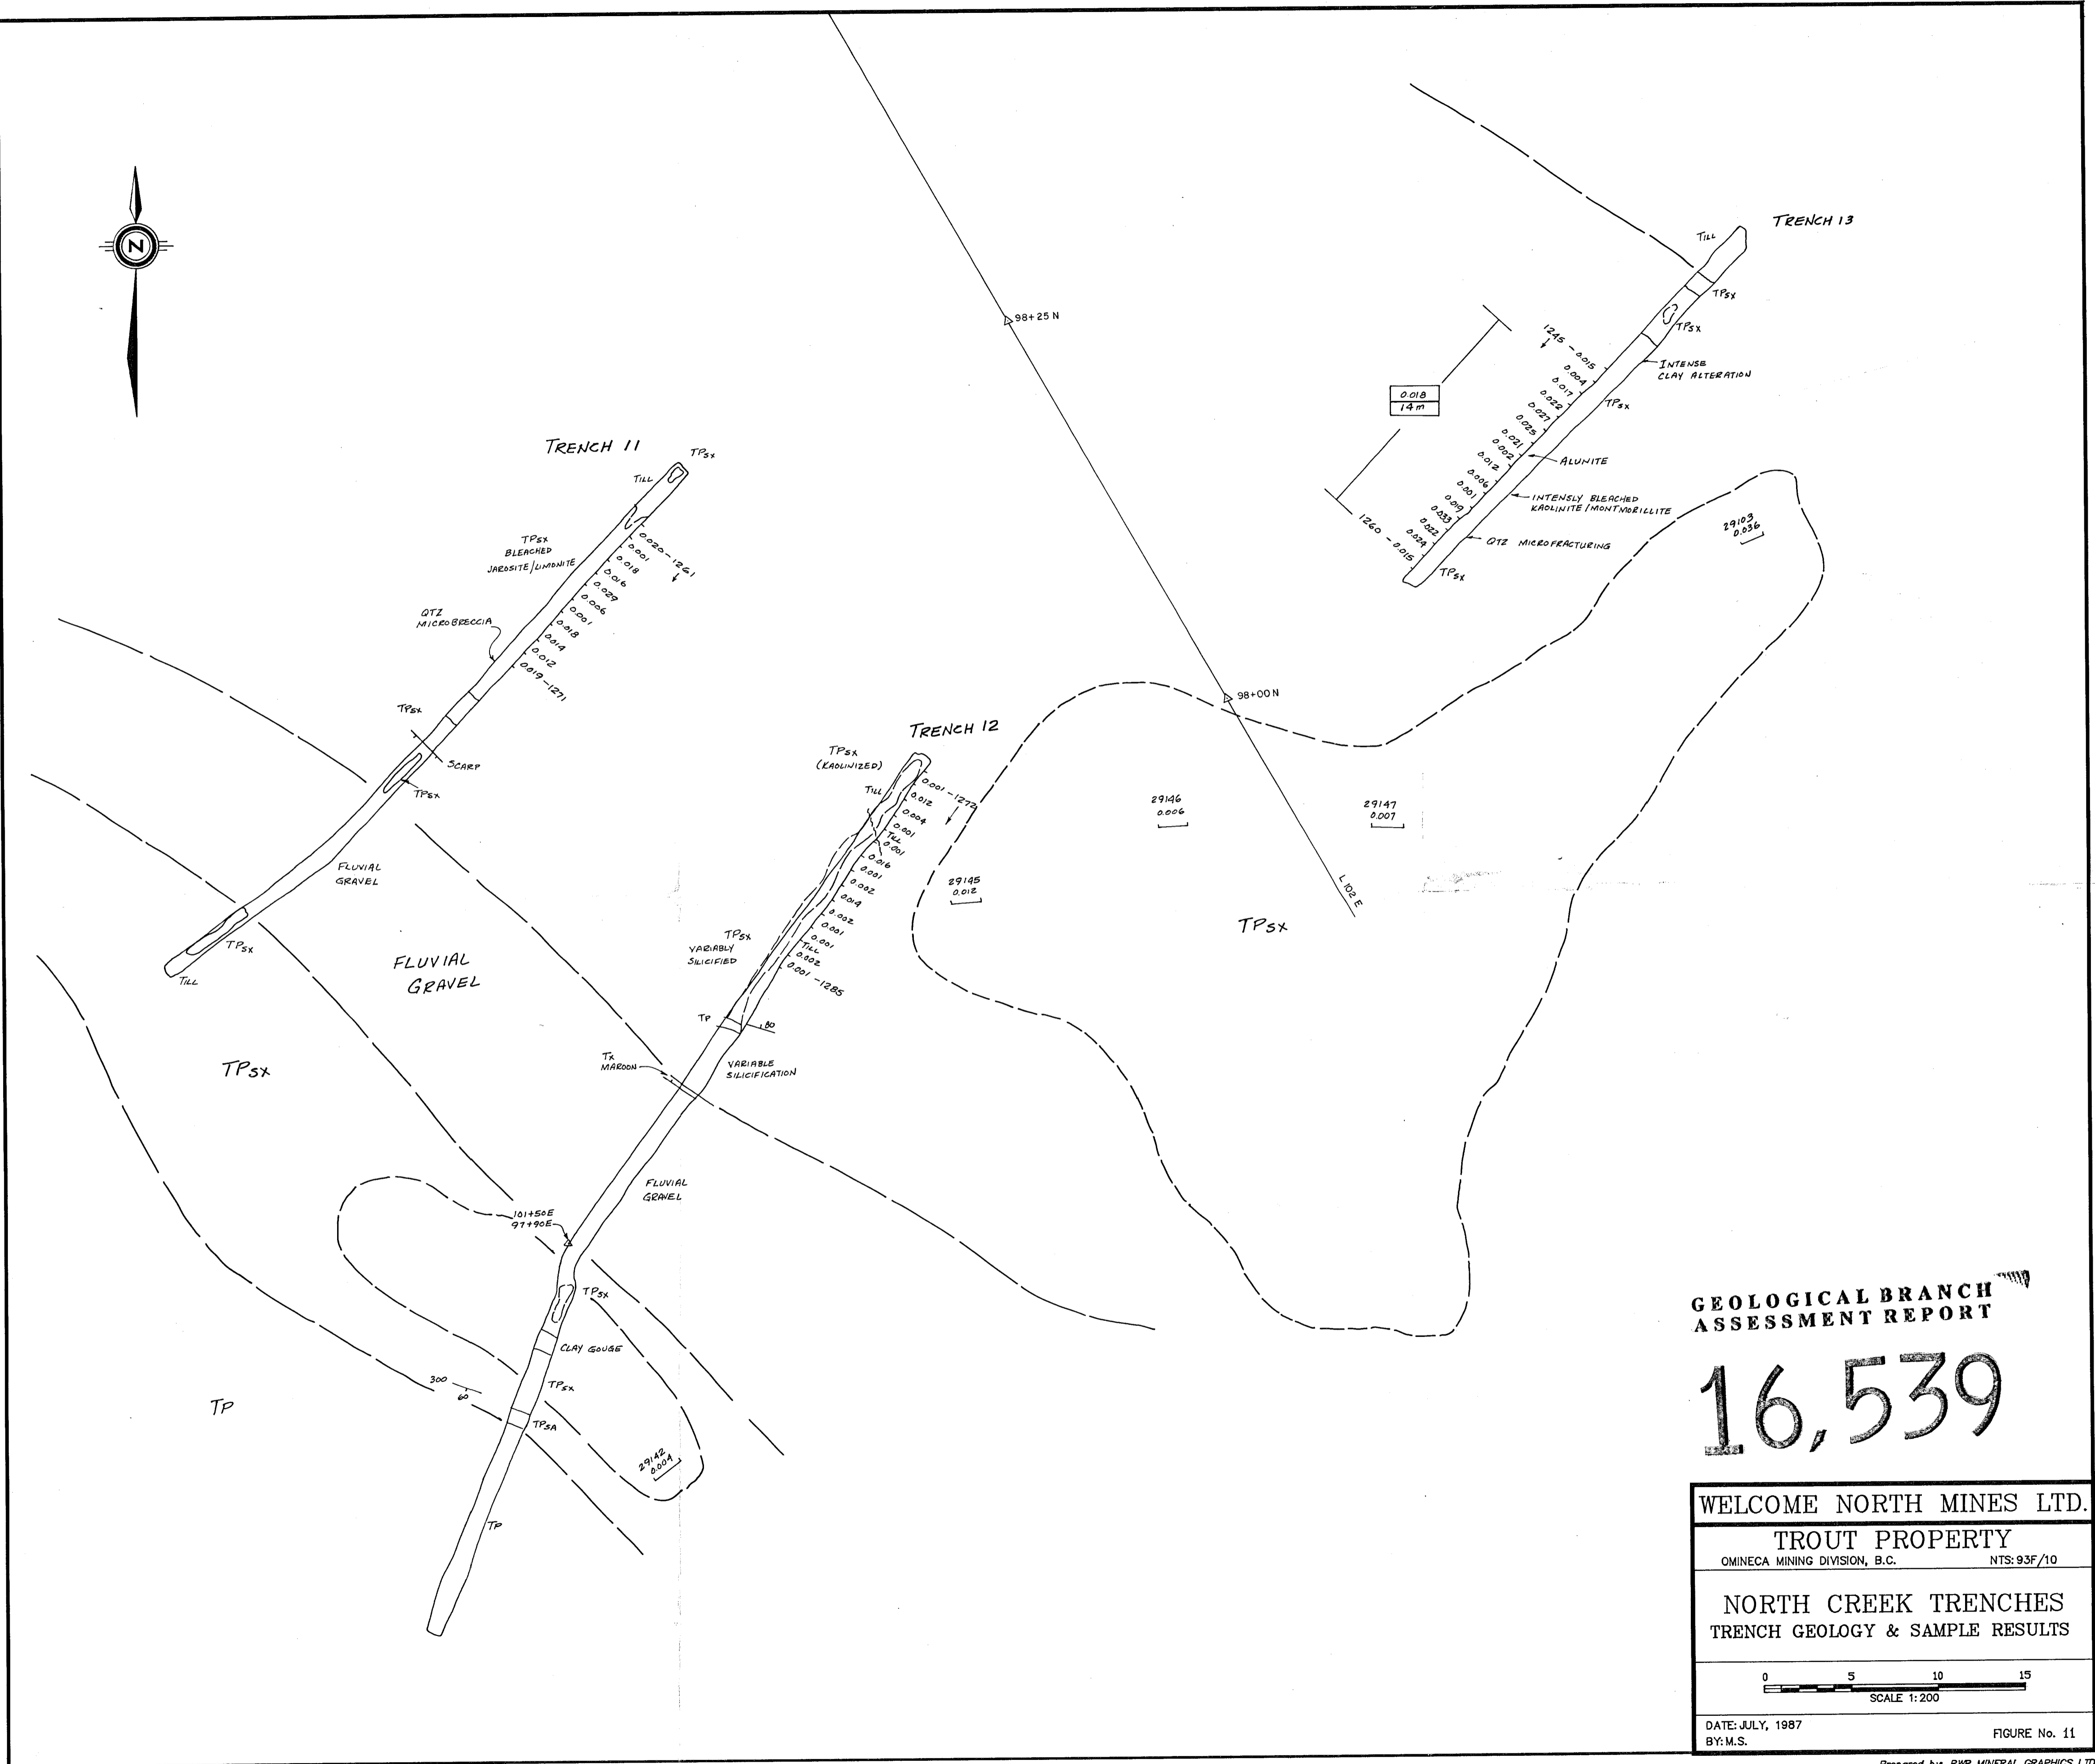 N
98+25 N
98+00 N
L 102 E
TRENCH 13
TILL
TPSX
TPSX
INTENSE
CLAY ALTERATION
TPSX
1245 - 0.015
0.004
0.017
0.022
0.027
0.025
0.021
0.002
0.012
0.006
0.001
0.019
0.033
0.022
0.024
1260 - 0.015
0.018
14m
ALUNITE
INTENSLY BLEACHED
KAOLINITE/MONTMORILLITE
QTZ MICROFRACTURING
TPSX
29103
0.036
TRENCH 11
TPSX
TILL
TPSX
BLEACHED
JAROSITE/LIMONITE
0.020-1261
0.001
0.018
0.016
0.029
0.006
0.001
0.018
0.014
0.012
0.019-1271
QTZ
MICROBRECCIA
TPSX
SCARP
TPSX
FLUVIAL
GRAVEL
TPSX
TILL
FLUVIAL
GRAVEL
TPSX
TRENCH 12
TPSX
(KAOLINIZED)
TILL
0.001-1272
0.012
0.004
0.001
TILL
0.001
0.016
0.001
0.002
0.014
0.002
0.001
0.001
TILL
0.002
0.001-1285
TPSX
VARIABLY
SILICIFIED
TP
80
TX
MAROON
VARIABLE
SILICIFICATION
FLUVIAL
GRAVEL
101+50E
97+90E
TPSX
CLAY GOUGE
300
60
TPSX
TPSA
TP
TP
29142
0.004
29145
0.012
29146
0.006
29147
0.007
TPSX
GEOLOGICAL BRANCH
ASSESSMENT REPORT
16,539
WELCOME NORTH MINES LTD.
TROUT PROPERTY
OMINECA MINING DIVISION, B.C. NTS: 93F/10
NORTH CREEK TRENCHES
TRENCH GEOLOGY & SAMPLE RESULTS
0 5 10 15
SCALE 1:200
DATE: JULY, 1987
BY: M.S.
FIGURE No. 11